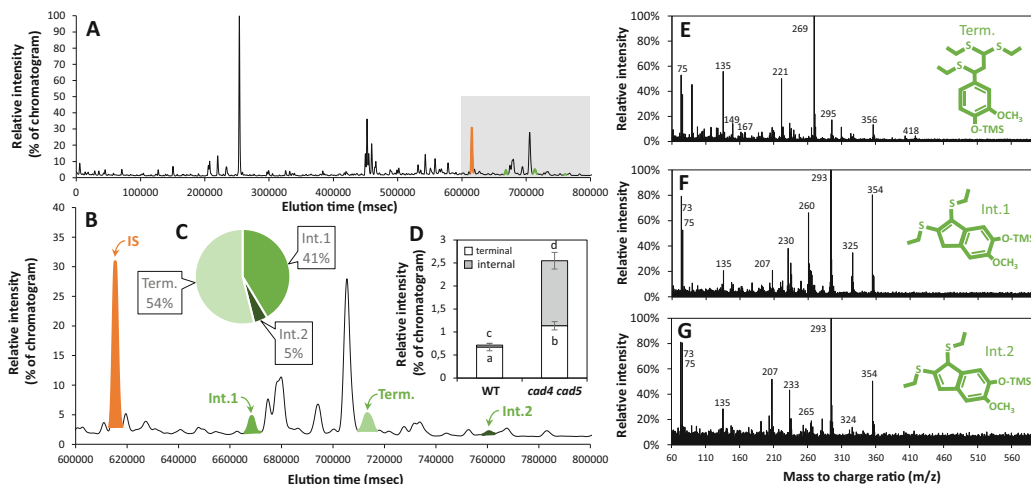 A
Relative intensity
(% of chromatogram)
100
90
80
70
60
50
40
30
20
10
0
0 100000 200000 300000 400000 500000 600000 700000 800000
Elution time (msec)
B
Relative intensity
(% of chromatogram)
40
35
30
25
20
15
10
5
0
IS
Int.1
Term.
Int.2
600000 620000 640000 660000 680000 700000 720000 740000 760000 780000 800000
Elution time (msec)
C
Int.1
41%
Term.
54%
Int.2
5%
D
Relative intensity
(% of chromatogram)
3
2,5
2
1,5
1
0,5
0
terminal
internal
c
a
d
b
WT cad4 cad5
E
Relative intensity
100%
80%
60%
40%
20%
0%
75
135
149
167
221
269
295
356
418
Term.
S
S
S
OCH3
O-TMS
F
Relative intensity
100%
80%
60%
40%
20%
0%
73
75
135
207
230
260
293
325
354
Int.1
S
S
O-TMS
OCH3
G
Relative intensity
100%
80%
60%
40%
20%
0%
73
75
135
207
233
265
293
324
354
Int.2
S
S
O-TMS
OCH3
60 110 160 210 260 310 360 410 460 510 560
Mass to charge ratio (m/z)